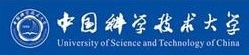 中国科学技术大学
University of Science and Technology of China